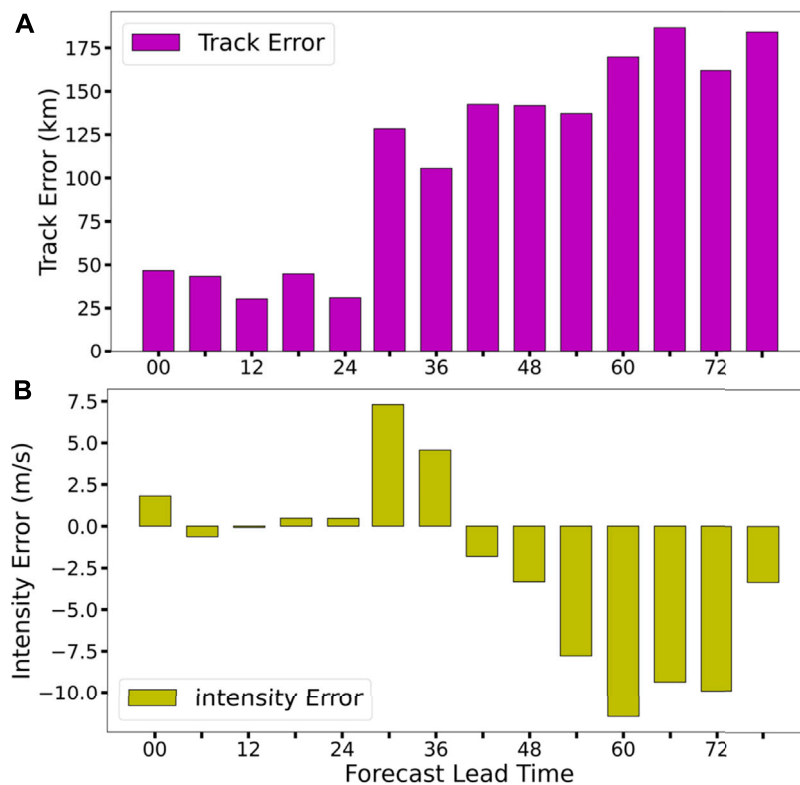 A
Track Error
Track Error (km)
175
150
125
100
75
50
25
0
00 12 24 36 48 60 72
B
intensity Error
Intensity Error (m/s)
7.5
5.0
2.5
0.0
−2.5
−5.0
−7.5
−10.0
00 12 24 36 48 60 72
Forecast Lead Time